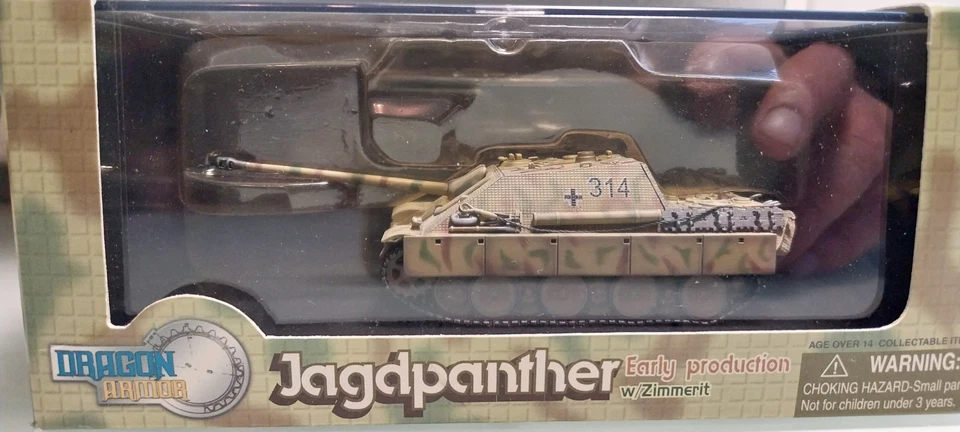 314
DRAGON
ARMOR
Jagdpanther
Early production
w/Zimmerit
AGE OVER 14 COLLECTABLE
WARNING:
CHOKING HAZARD-Small
Not for children under 3 years.